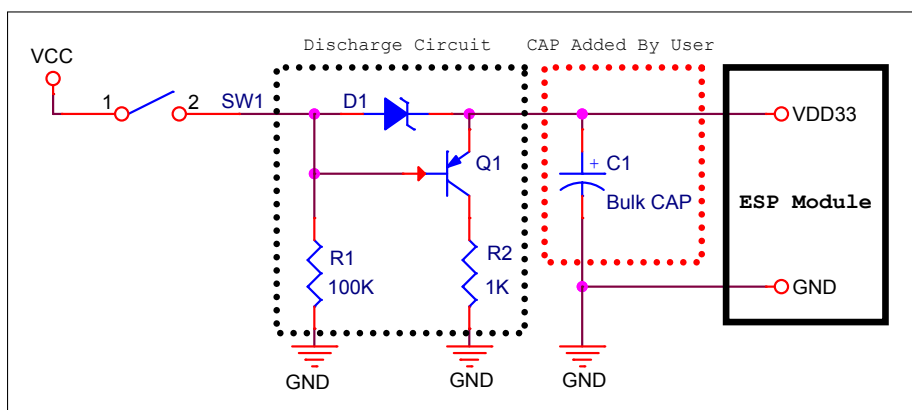 Discharge Circuit
CAP Added By User
VCC
1
2
SW1
D1
VDD33
Q1
+
C1
Bulk CAP
ESP Module
R1
100K
R2
1K
GND
GND
GND
GND